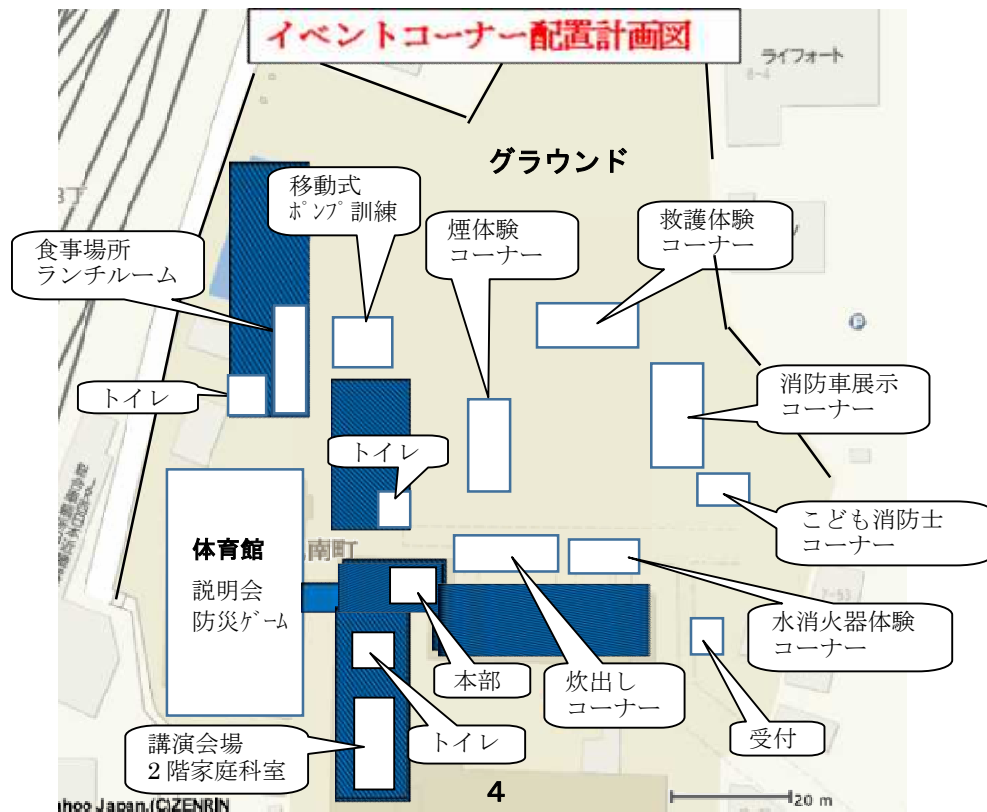 イベントコーナー配置計画図
ライフォート
8-4
グラウンド
移動式
ﾎﾟﾝﾌﾟ訓練
煙体験
コーナー
救護体験
コーナー
食事場所
ランチルーム
トイレ
消防車展示
コーナー
トイレ
こども消防士
コーナー
体育館
南町
説明会
防災ｹﾞｰﾑ
7-53
水消火器体験
コーナー
本部
炊出し
コーナー
受付
トイレ
講演会場
２階家庭科室
4
20 m
ahoo Japan,(C)ZENRIN